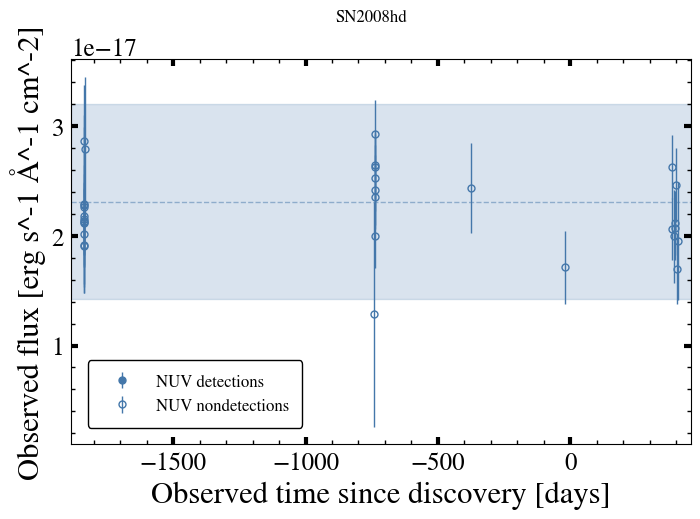 SN2008hd
1e−17
3
2
1
Observed flux [erg s^-1 Å^-1 cm^-2]
NUV detections
NUV nondetections
−1500 −1000 −500 0
Observed time since discovery [days]